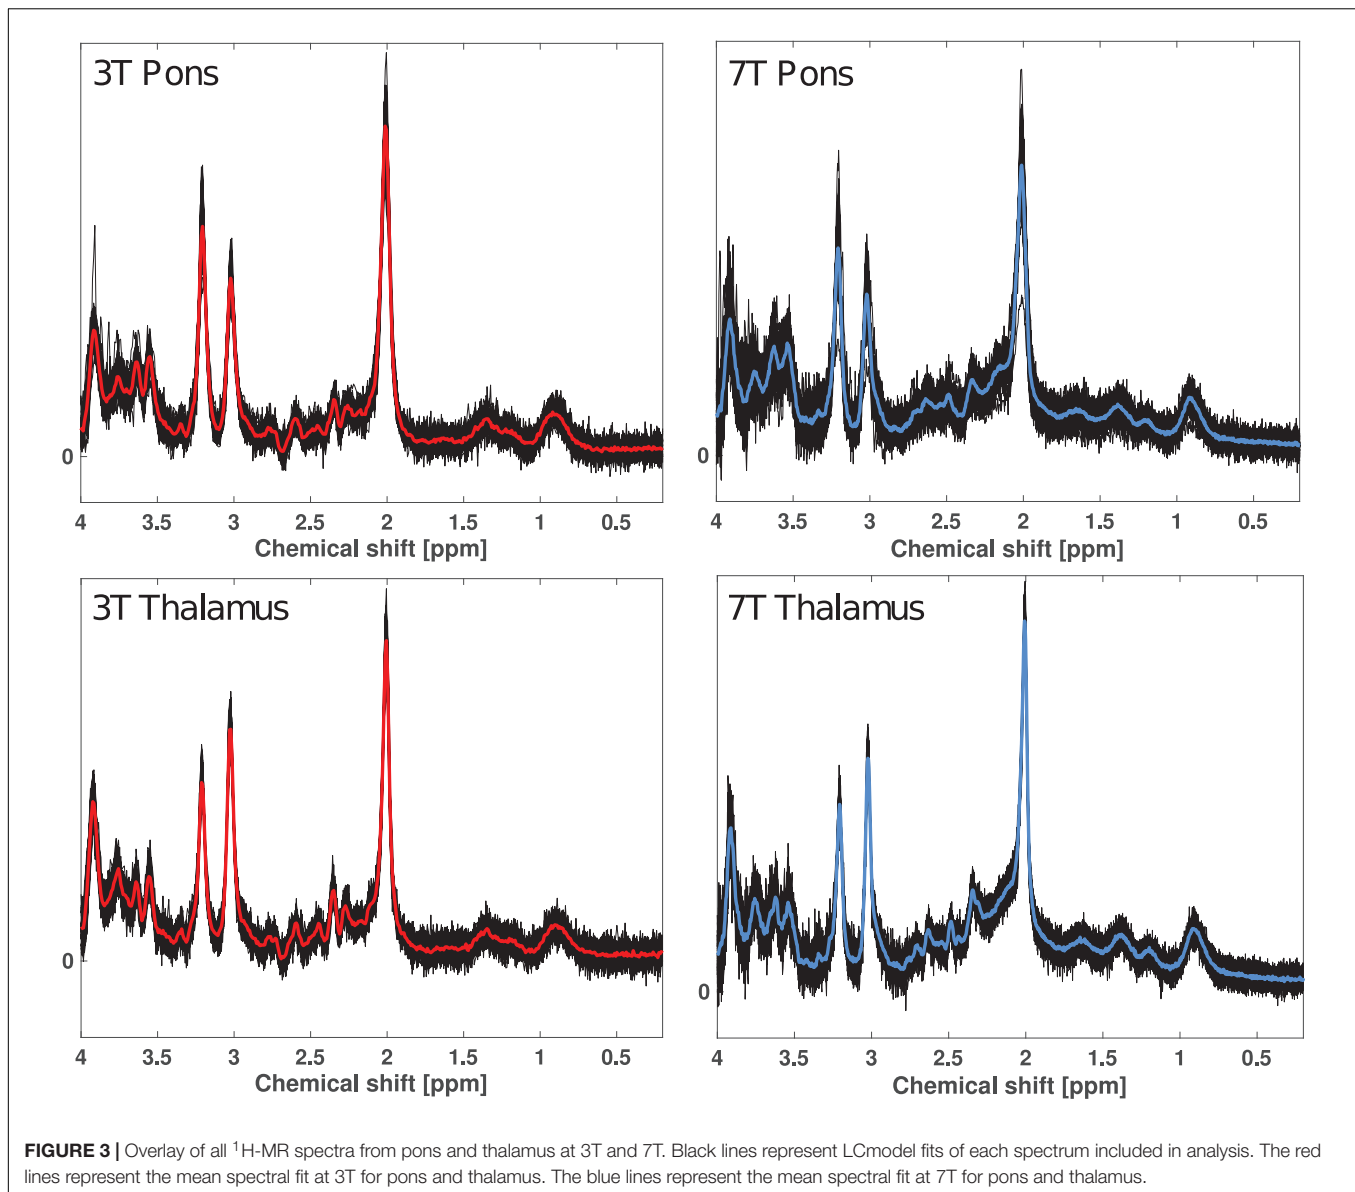 3T Pons
0
4 3.5 3 2.5 2 1.5 1 0.5
Chemical shift [ppm]
7T Pons
0
4 3.5 3 2.5 2 1.5 1 0.5
Chemical shift [ppm]
3T Thalamus
0
4 3.5 3 2.5 2 1.5 1 0.5
Chemical shift [ppm]
7T Thalamus
0
4 3.5 3 2.5 2 1.5 1 0.5
Chemical shift [ppm]
FIGURE 3 | Overlay of all ¹H-MR spectra from pons and thalamus at 3T and 7T. Black lines represent LCmodel fits of each spectrum included in analysis. The red
lines represent the mean spectral fit at 3T for pons and thalamus. The blue lines represent the mean spectral fit at 7T for pons and thalamus.